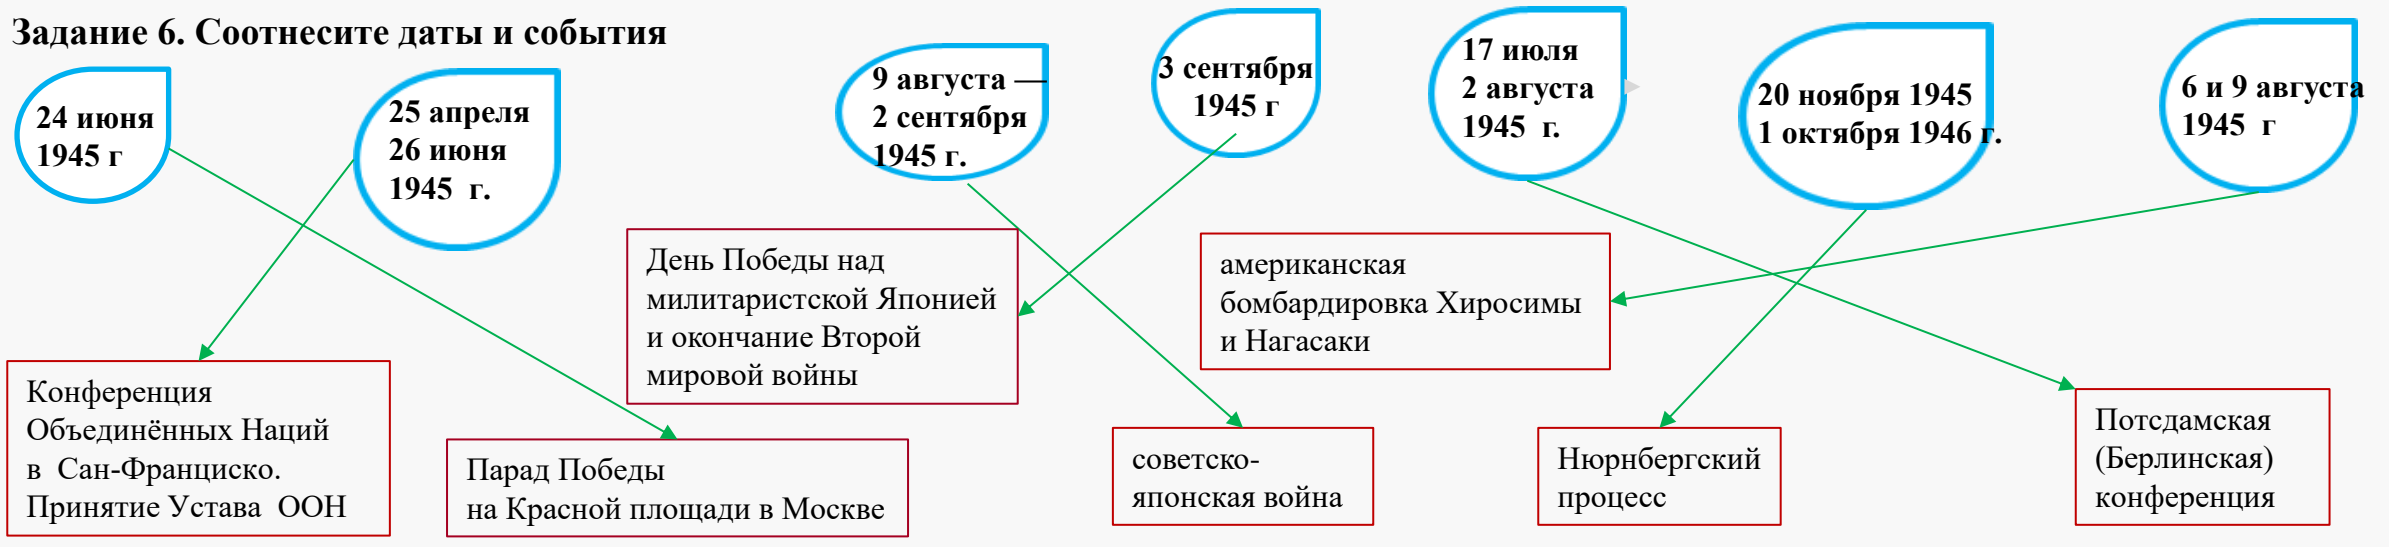 Задание 6. Соотнесите даты и события
24 июня
1945 г
25 апреля
26 июня
1945  г.
9 августа —
2 сентября
1945 г.
3 сентября
1945 г
17 июля
2 августа
1945  г.
20 ноября 1945
1 октября 1946 г.
6 и 9 августа
1945  г
День Победы над
милитаристской Японией
и окончание Второй
мировой войны
американская
бомбардировка Хиросимы
и Нагасаки
Конференция
Объединённых Наций
в  Сан-Франциско.
Принятие Устава  ООН
Парад Победы
на Красной площади в Москве
советско-
японская война
Нюрнбергский
процесс
Потсдамская
(Берлинская)
конференция